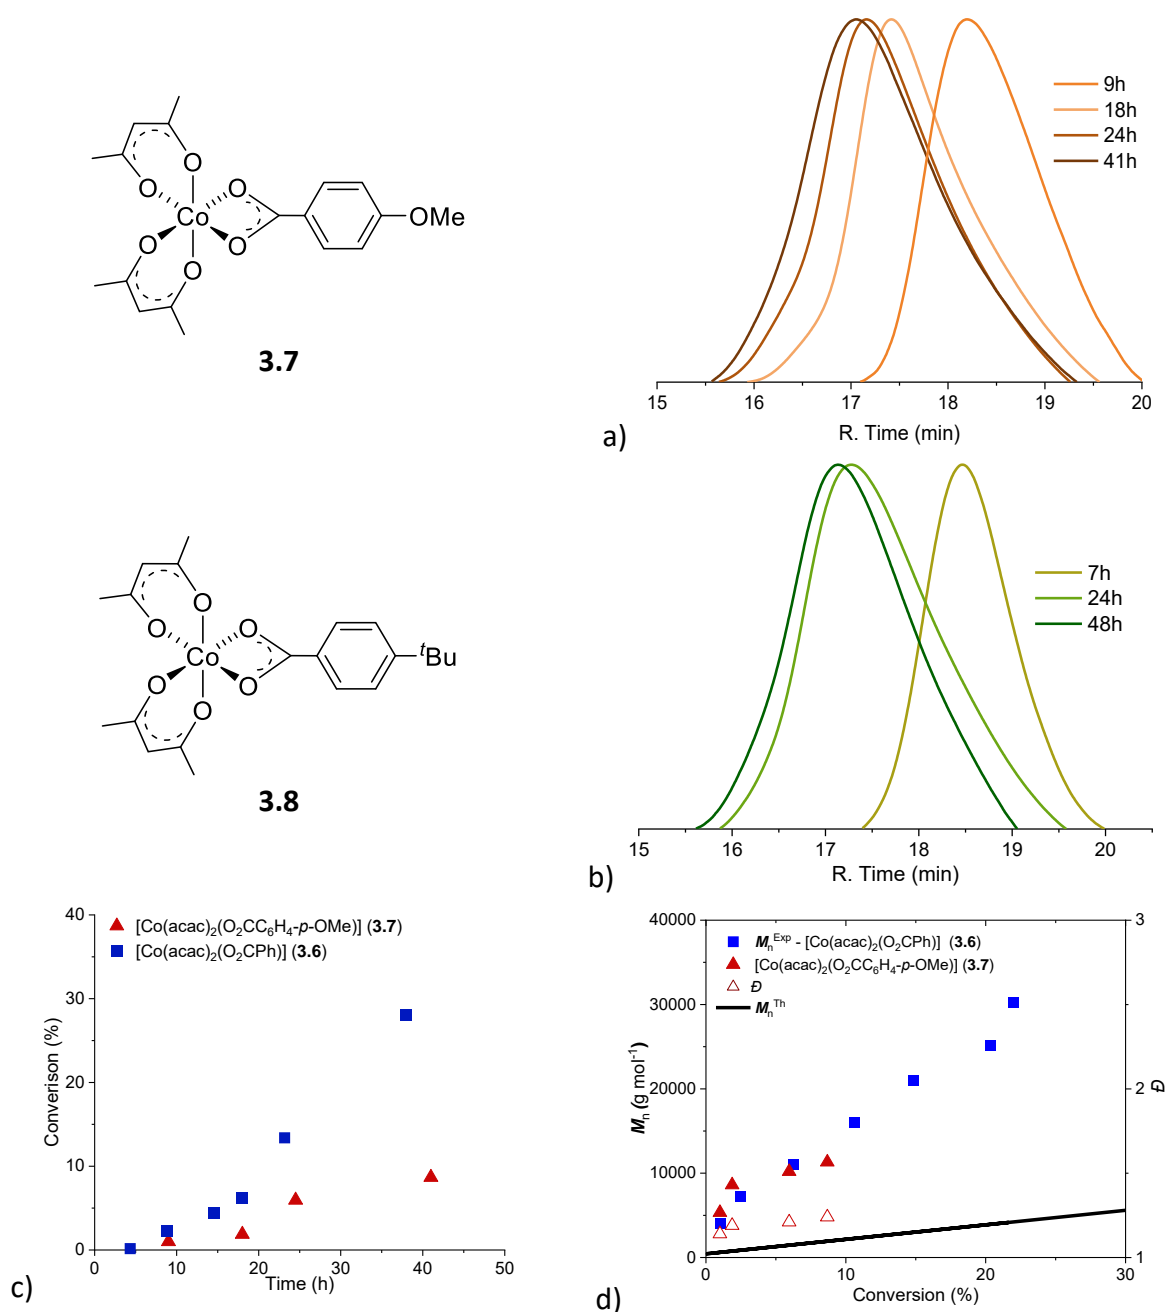 O
O
Co
O
O
O
O
OMe
3.7
9h
18h
24h
41h
15 16 17 18 19 20
R. Time (min)
a)
O
O
Co
O
O
O
O
tBu
3.8
7h
24h
48h
15 16 17 18 19 20
R. Time (min)
b)
[Co(acac)2(O2CC6H4-p-OMe)] (3.7)
[Co(acac)2(O2CPh)] (3.6)
40
30
20
10
0
Converison (%)
0 10 20 30 40 50
Time (h)
c)
MnExp - [Co(acac)2(O2CPh)] (3.6)
[Co(acac)2(O2CC6H4-p-OMe)] (3.7)
Đ
MnTh
40000
30000
20000
10000
0
Mn (g mol-1)
3
2
1
Đ
0 10 20 30
Conversion (%)
d)